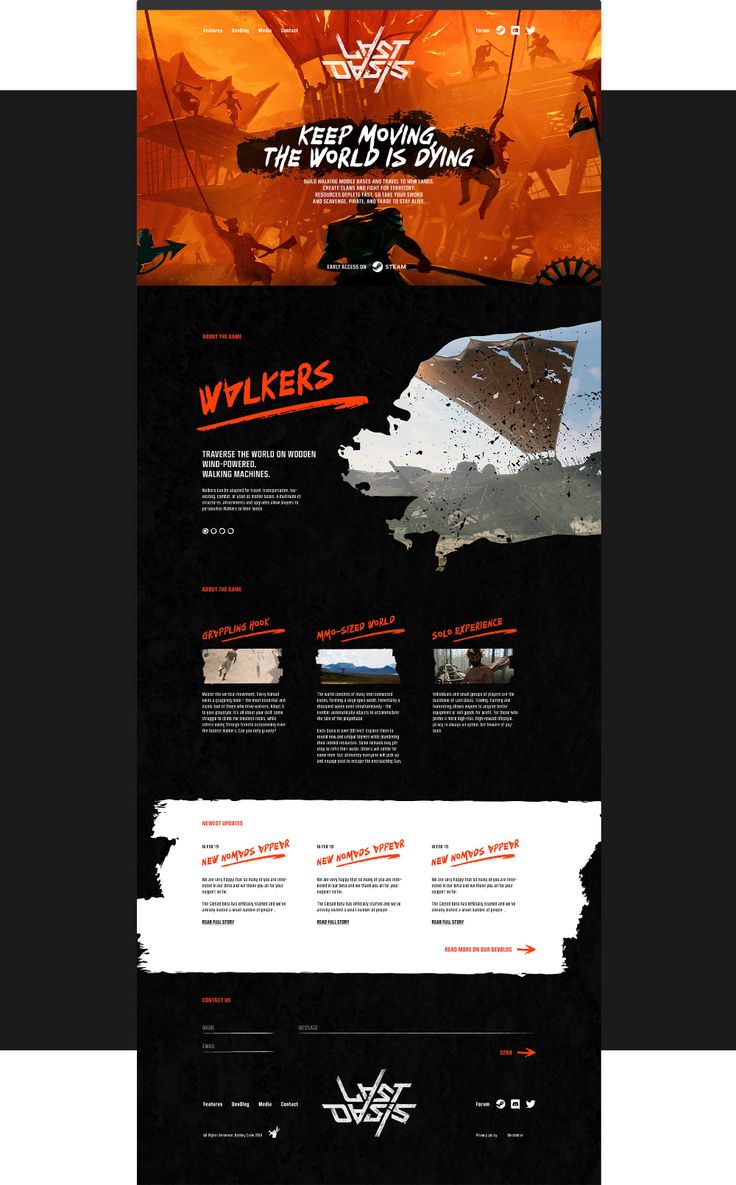 Features DevBlog Media Contact
LAST
OASIS
Forum
KEEP MOVING,
THE WORLD IS DYING
BUILD WALKING MOBILE BASES AND TRAVEL TO NEW LANDS,
CREATE CLANS AND FIGHT FOR TERRITORY.
RESOURCES DEPLETE FAST, SO TAKE YOUR SWORD
AND SCAVENGE, PIRATE, AND TRADE TO STAY ALIVE.
EARLY ACCESS ON STEAM
ABOUT THE GAME
WALKERS
TRAVERSE THE WORLD ON WOODEN
WIND-POWERED,
WALKING MACHINES.
Walkers can be adapted for travel, transportation, har-
vesting, combat, or used as mobile bases. A multitude of
structures, attachments and upgrades allow players to
personalize Walkers to their needs
ABOUT THE GAME
GRAPPLING HOOK
Master the vertical movement. Every Nomad
owns a grappling hook – the most essential and
iconic tool of those who drive walkers. Adapt it
to your playstyle. It's all about your skill: some
struggle to climb the smallest rocks, while
others swing through friends outspeeding even
the fastest Walkers. Can you defy gravity?
MMO-SIZED WORLD
The world consists of many interconnected
oases, forming a large open world. Potentially a
thousand oases exist simultaneously – the
number automatically adjusts to accommodate
the size of the playerbase.
Each Oasis is over 100 km². Explore them to
reveal new and unique biomes while plundering
their limited resources. Some nomads may pre-
stop to refill their walks. Others will settle for
some time, but ultimately everyone will pick up
and voyage east to escape the encroaching Sun.
SOLO EXPERIENCE
Individuals and small groups of players are the
backbone of Last Oasis. Trading, hunting and
harvesting allows anyone to acquire better
equipment or sell goods for profit. For those who
prefer a more high-risk, high-reward lifestyle,
piracy is always an option, but beware of pay-
back.
NEWEST UPDATES
16 FEB '19
NEW NOMADS APPEAR
We are very happy that so many of you are inter-
ested in our Beta and we thank you all for your
support so far.
The Closed Beta has officially started and we've
already invited a small number of people ...
READ FULL STORY
16 FEB '19
NEW NOMADS APPEAR
We are very happy that so many of you are inter-
ested in our Beta and we thank you all for your
support so far.
The Closed Beta has officially started and we've
already invited a small number of people ...
READ FULL STORY
16 FEB '19
NEW NOMADS APPEAR
We are very happy that so many of you are inter-
ested in our Beta and we thank you all for your
support so far.
The Closed Beta has officially started and we've
already invited a small number of people ...
READ FULL STORY
READ MORE ON OUR DEVBLOG
CONTACT US
NAME
MESSAGE
EMAIL
SEND
Features DevBlog Media Contact
LAST
OASIS
Forum
All Rights Reserved. Donkey Crew 2019
Privacy policy Disclaimer